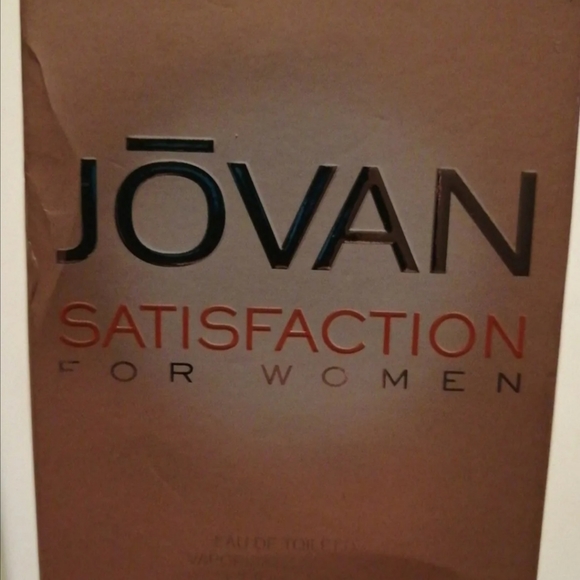 JŌVAN
SATISFACTION
FOR WOMEN
EAU DE TOILETTE